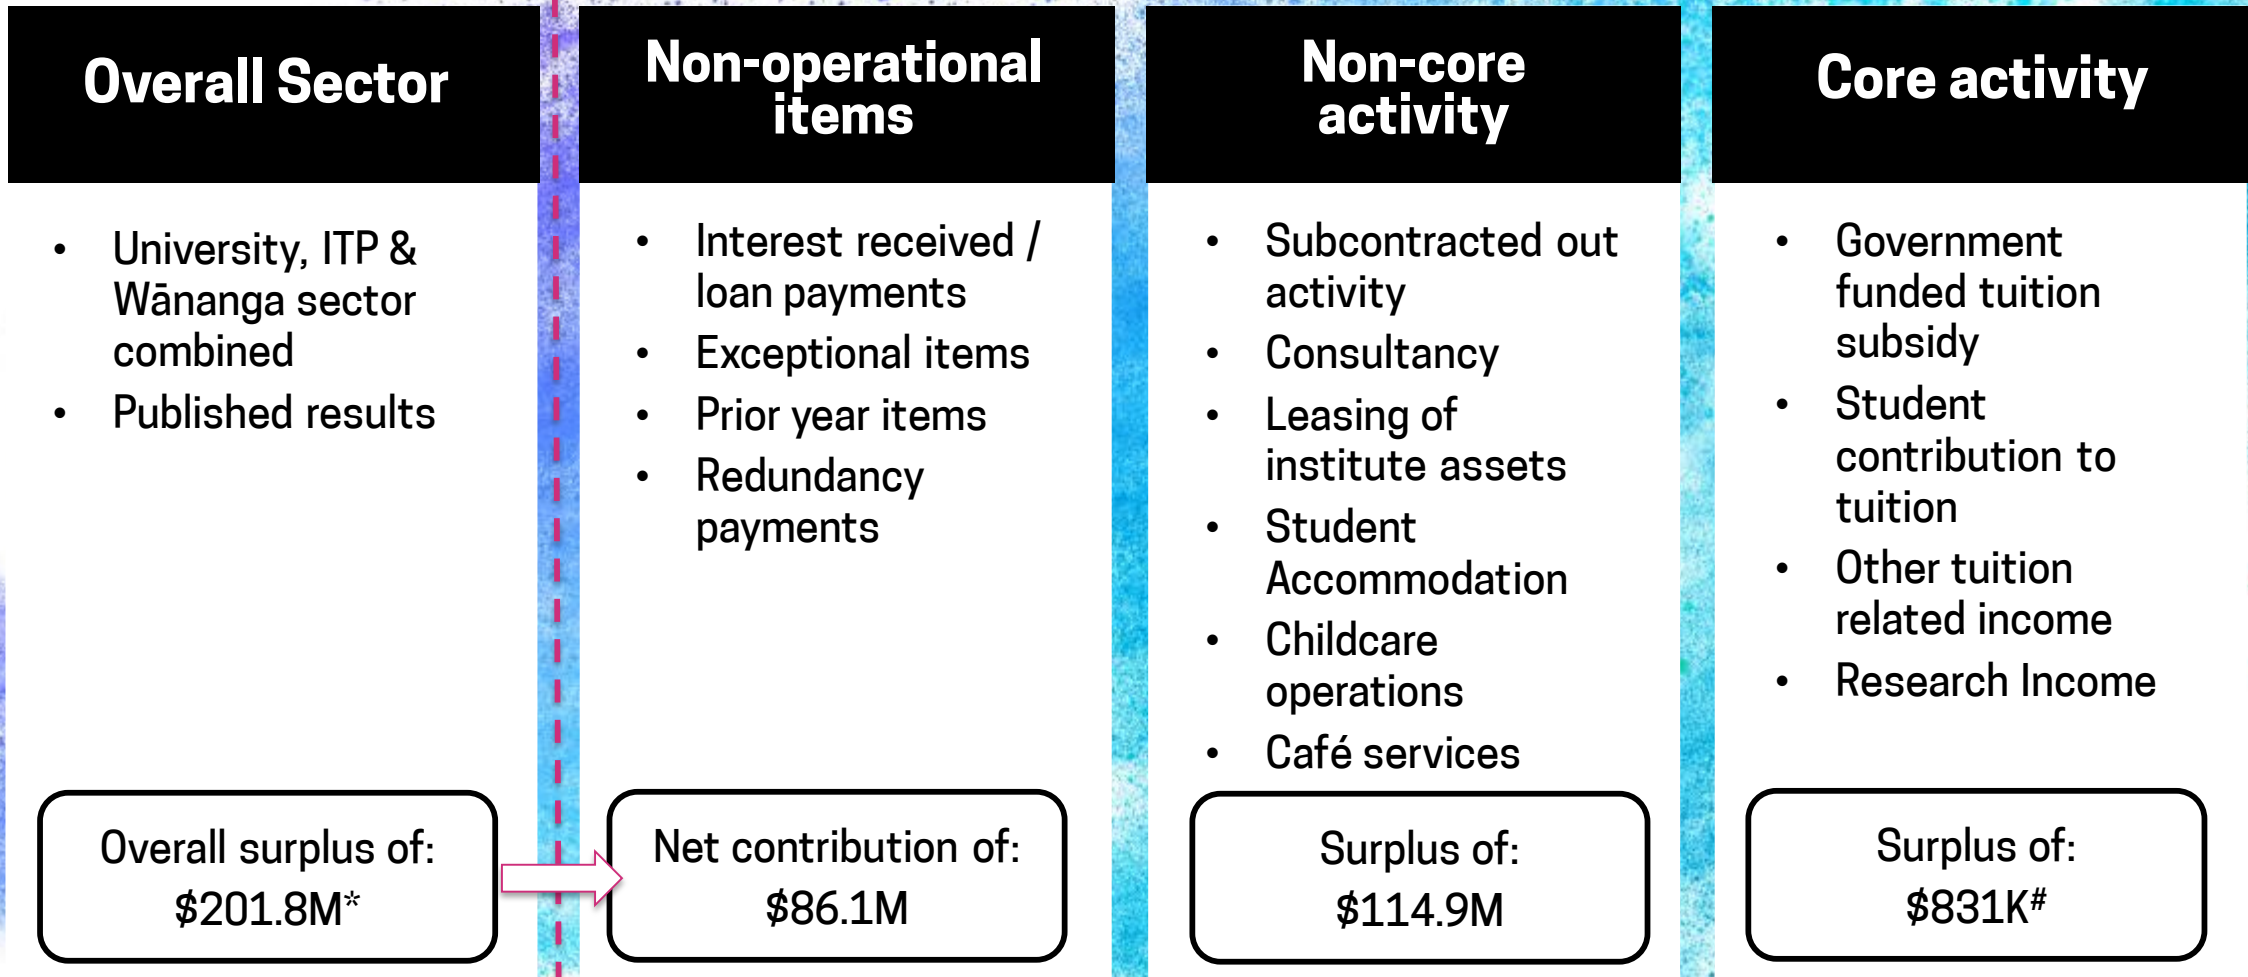 Overall Sector
• University, ITP &
Wānanga sector
combined
• Published results
Overall surplus of:
$201.8M*
Non-operational
items
• Interest received /
loan payments
• Exceptional items
• Prior year items
• Redundancy
payments
Net contribution of:
$86.1M
Non-core
activity
• Subcontracted out
activity
• Consultancy
• Leasing of
institute assets
• Student
Accommodation
• Childcare
operations
• Café services
Surplus of:
$114.9M
Core activity
• Government
funded tuition
subsidy
• Student
contribution to
tuition
• Other tuition
related income
• Research Income
Surplus of:
$831K#